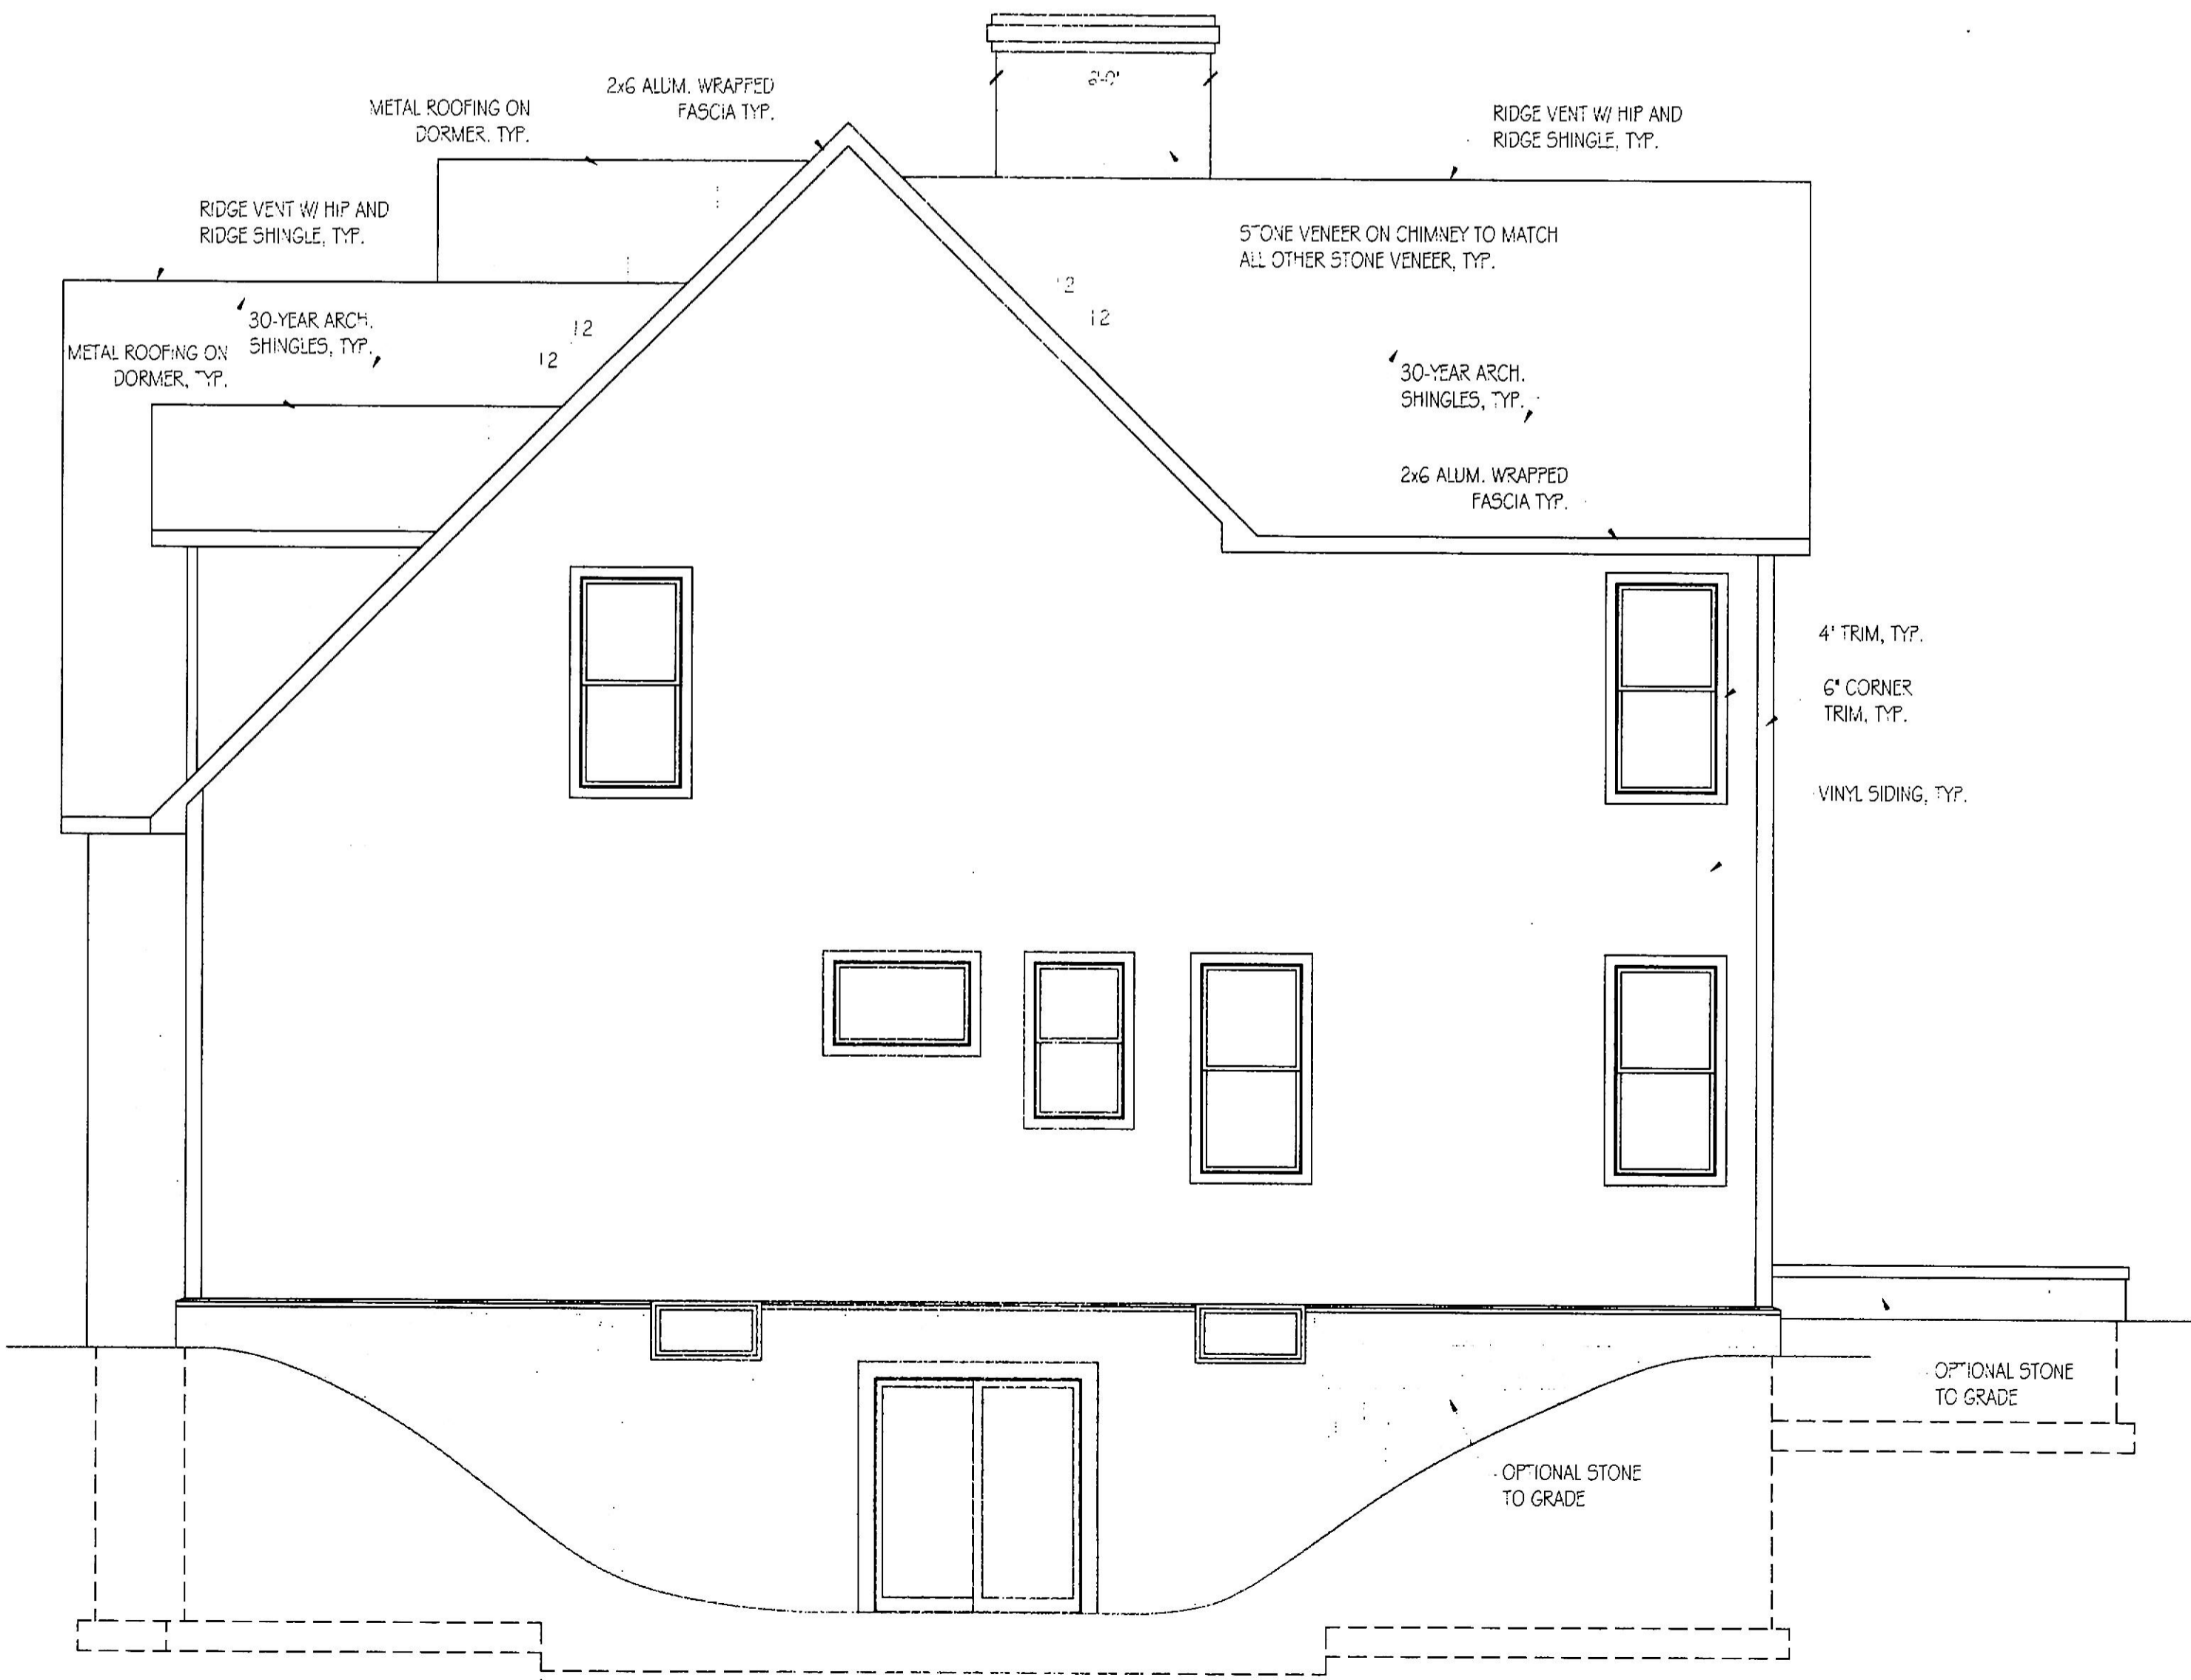 2x6 ALUM. WRAPPED
FASCIA TYP.
METAL ROOFING ON
DORMER, TYP.
6'-0"
RIDGE VENT W/ HIP AND
RIDGE SHINGLE, TYP.
RIDGE VENT W/ HIP AND
RIDGE SHINGLE, TYP.
STONE VENEER ON CHIMNEY TO MATCH
ALL OTHER STONE VENEER, TYP.
12
12
30-YEAR ARCH.
SHINGLES, TYP.
12
12
METAL ROOFING ON
DORMER, TYP.
30-YEAR ARCH.
SHINGLES, TYP.
2x6 ALUM. WRAPPED
FASCIA TYP.
4" TRIM, TYP.
6" CORNER
TRIM, TYP.
VINYL SIDING, TYP.
OPTIONAL STONE
TO GRADE
OPTIONAL STONE
TO GRADE